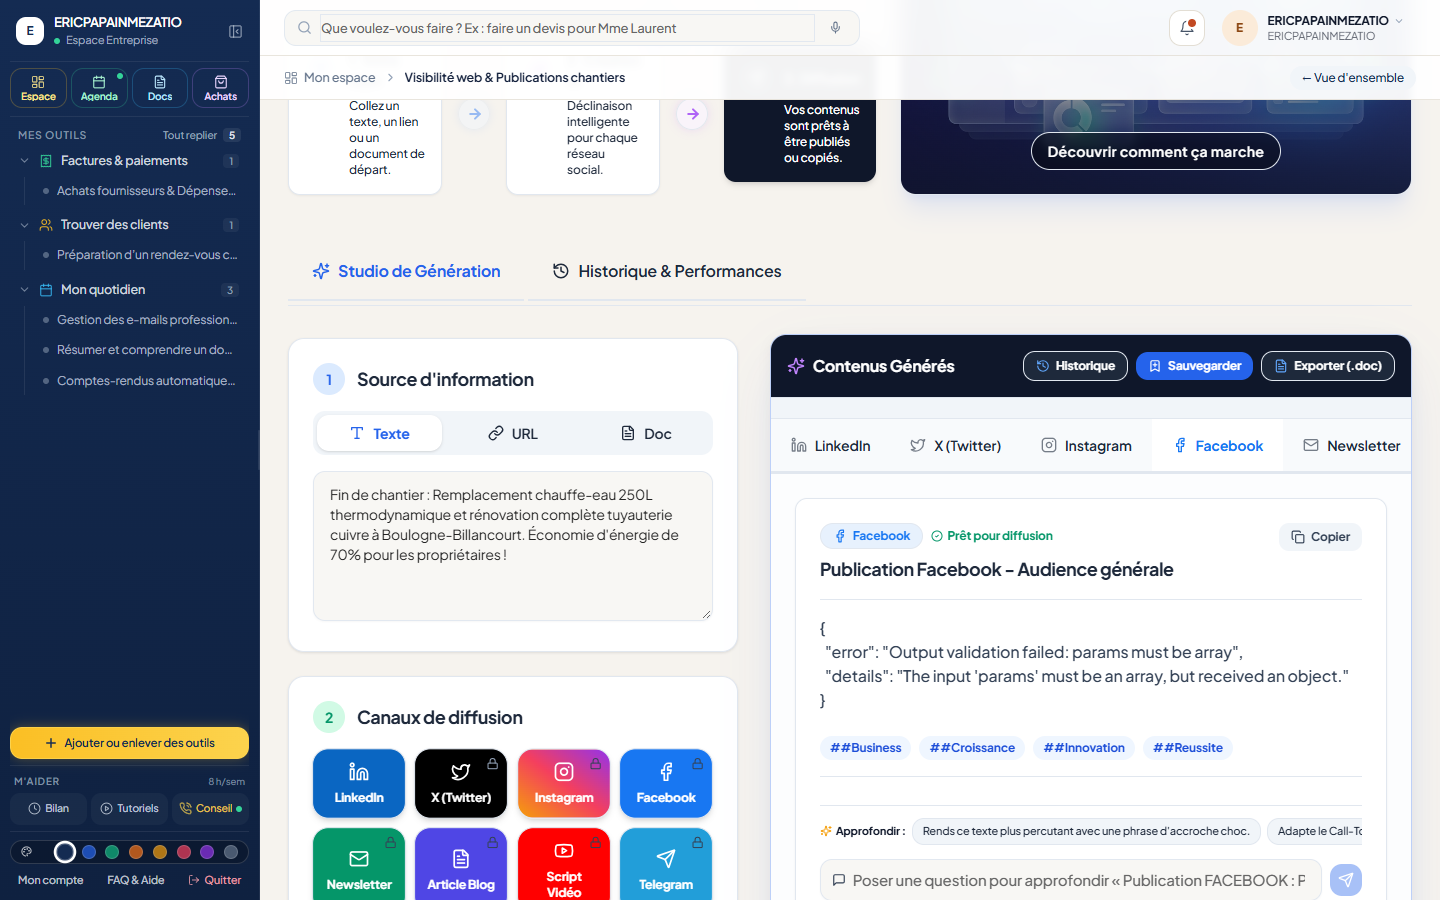 E
ERICPAPAINMEZATIO
Espace Entreprise
Espace
Agenda
Docs
Achats
MES OUTILS
Tout replier
5
Factures & paiements
1
Achats fournisseurs & Dépense...
Trouver des clients
1
Préparation d'un rendez-vous c...
Mon quotidien
3
Gestion des e-mails profession...
Résumer et comprendre un do...
Comptes-rendus automatique...
Ajouter ou enlever des outils
M'AIDER
8 h/sem
Bilan
Tutoriels
Conseil
Mon compte
FAQ & Aide
Quitter
Que voulez-vous faire ? Ex : faire un devis pour Mme Laurent
E
ERICPAPAINMEZATIO
ERICPAPAINMEZATIO
Mon espace
Visibilité web & Publications chantiers
← Vue d'ensemble
Collez un
texte, un lien
ou un
document de
départ.
Déclinaison
intelligente
pour chaque
réseau
social.
Vos contenus
sont prêts à
être publiés
ou copiés.
Découvrir comment ça marche
Studio de Génération
Historique & Performances
1
Source d'information
Texte
URL
Doc
Fin de chantier : Remplacement chauffe-eau 250L
thermodynamique et rénovation complète tuyauterie
cuivre à Boulogne-Billancourt. Économie d'énergie de
70% pour les propriétaires !
2
Canaux de diffusion
LinkedIn
X (Twitter)
Instagram
Facebook
Newsletter
Article Blog
Script
Vidéo
Telegram
Contenus Générés
Historique
Sauvegarder
Exporter (.doc)
LinkedIn
X (Twitter)
Instagram
Facebook
Newsletter
Facebook
Prêt pour diffusion
Copier
Publication Facebook - Audience générale
{
"error": "Output validation failed: params must be array",
"details": "The input 'params' must be an array, but received an object."
}
##Business
##Croissance
##Innovation
##Reussite
Approfondir :
Rends ce texte plus percutant avec une phrase d'accroche choc.
Adapte le Call-To
Poser une question pour approfondir « Publication FACEBOOK : P